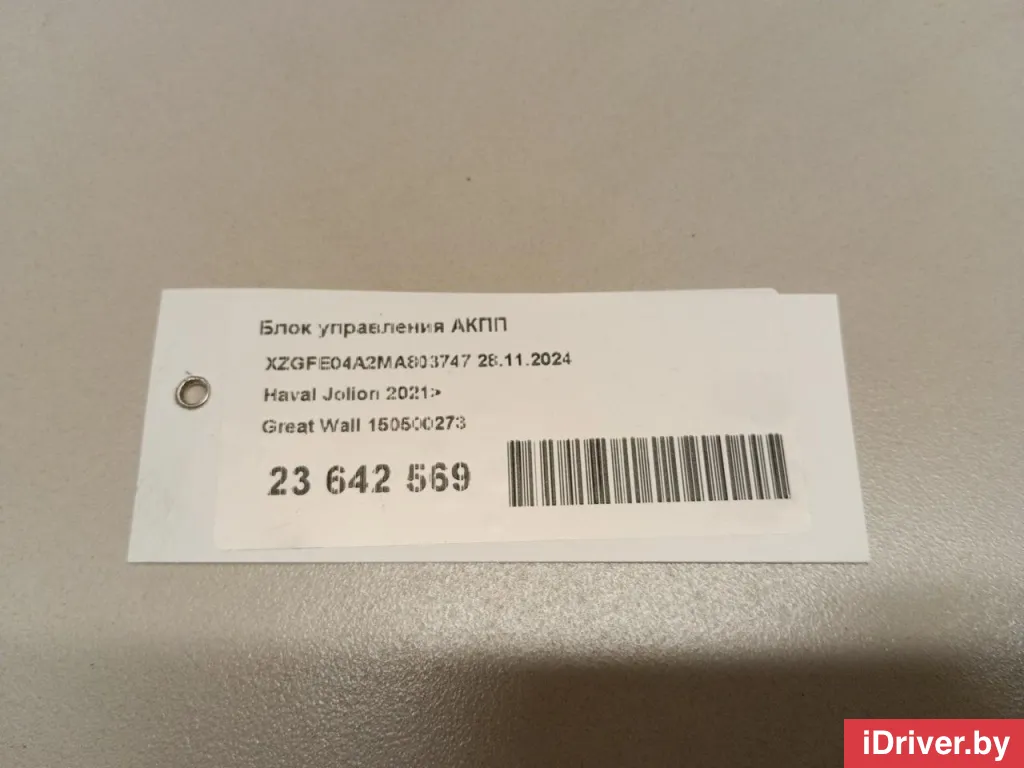 Блок управления АКПП
XZGFE04A2MA803747 28.11.2024
Haval Jolion 2021>
Great Wall 150500273
23 642 569
iDriver.by